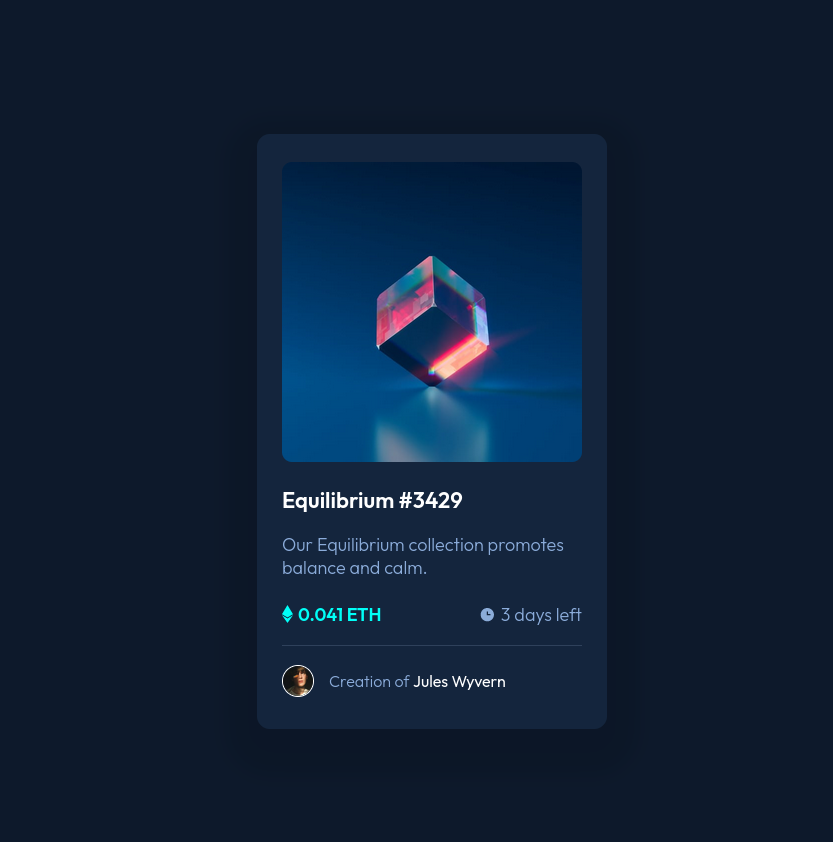 Equilibrium #3429
Our Equilibrium collection promotes
balance and calm.
0.041 ETH
3 days left
Creation of Jules Wyvern